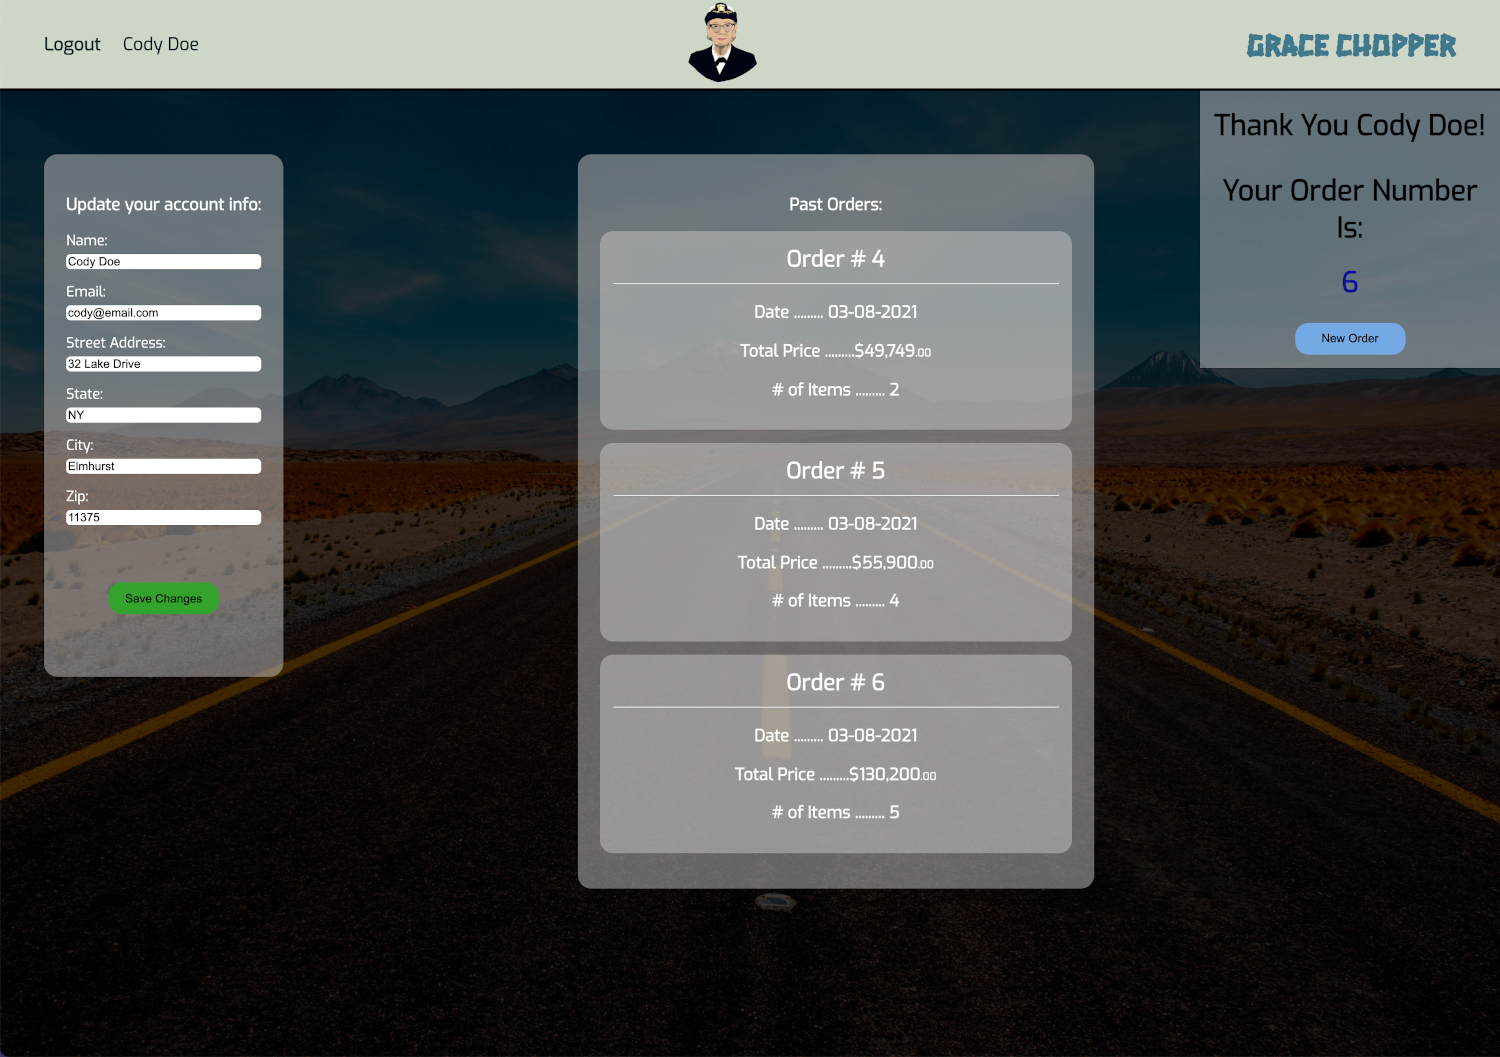 Logout Cody Doe
GRACE CHOPPER
Update your account info:
Name:
Cody Doe
Email:
cody@email.com
Street Address:
32 Lake Drive
State:
NY
City:
Elmhurst
Zip:
11375
Save Changes
Past Orders:
Order # 4
Date ......... 03-08-2021
Total Price .........$49,749.00
# of Items ......... 2
Order # 5
Date ......... 03-08-2021
Total Price .........$55,900.00
# of Items ......... 4
Order # 6
Date ......... 03-08-2021
Total Price .........$130,200.00
# of Items ......... 5
Thank You Cody Doe!
Your Order Number
Is:
6
New Order